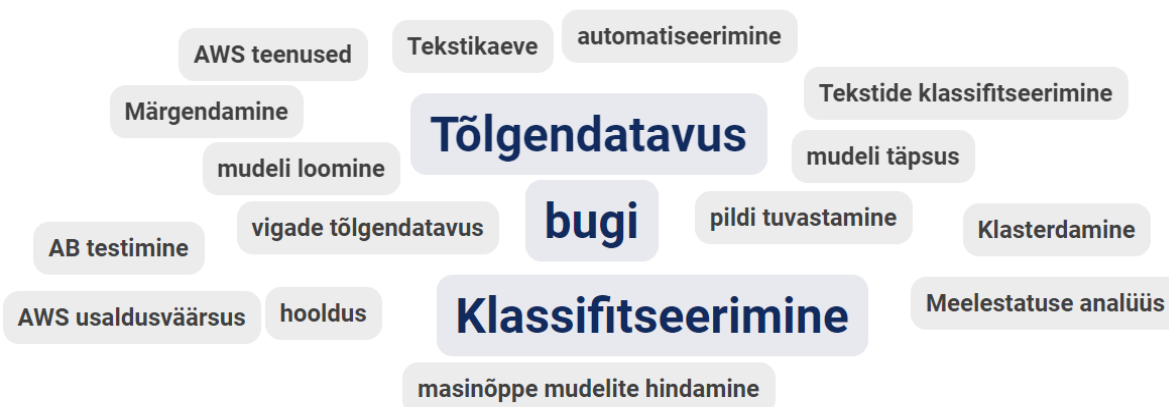 AWS teenused
Tekstikaeve
automatiseerimine
Märgendamine
Tõlgendatavus
Tekstide klassifitseerimine
mudeli loomine
mudeli täpsus
vigade tõlgendatavus
bugi
pildi tuvastamine
AB testimine
Klasterdamine
AWS usaldusväärsus
hooldus
Klassifitseerimine
Meelestatuse analüüs
masinõppe mudelite hindamine